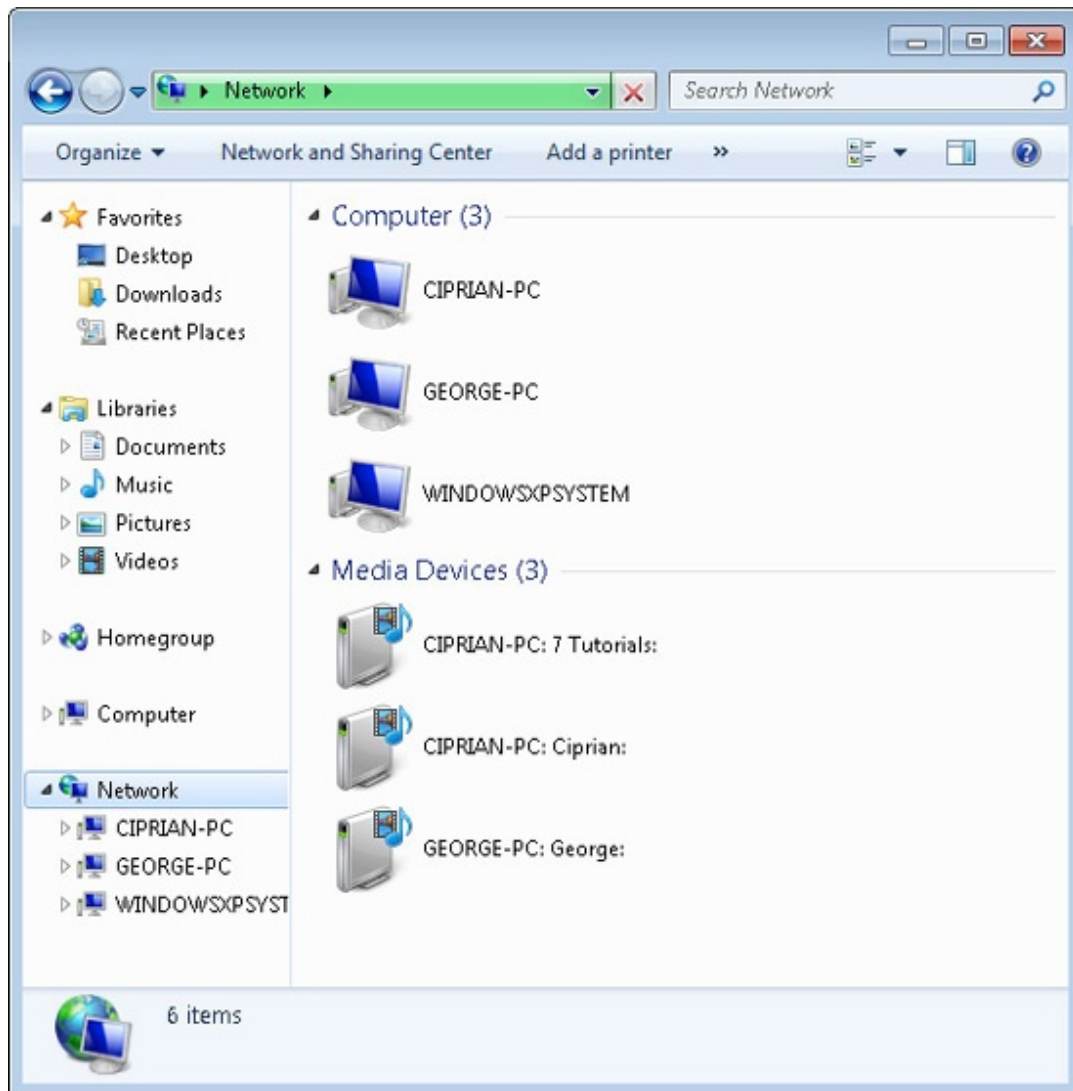 Network
Search Network
Organize
Network and Sharing Center
Add a printer
»
Favorites
Desktop
Downloads
Recent Places
Libraries
Documents
Music
Pictures
Videos
Homegroup
Computer
Network
CIPRIAN-PC
GEORGE-PC
WINDOWSXPSYST
Computer (3)
CIPRIAN-PC
GEORGE-PC
WINDOWSXPSYSTEM
Media Devices (3)
CIPRIAN-PC: 7 Tutorials:
CIPRIAN-PC: Ciprian:
GEORGE-PC: George:
6 items